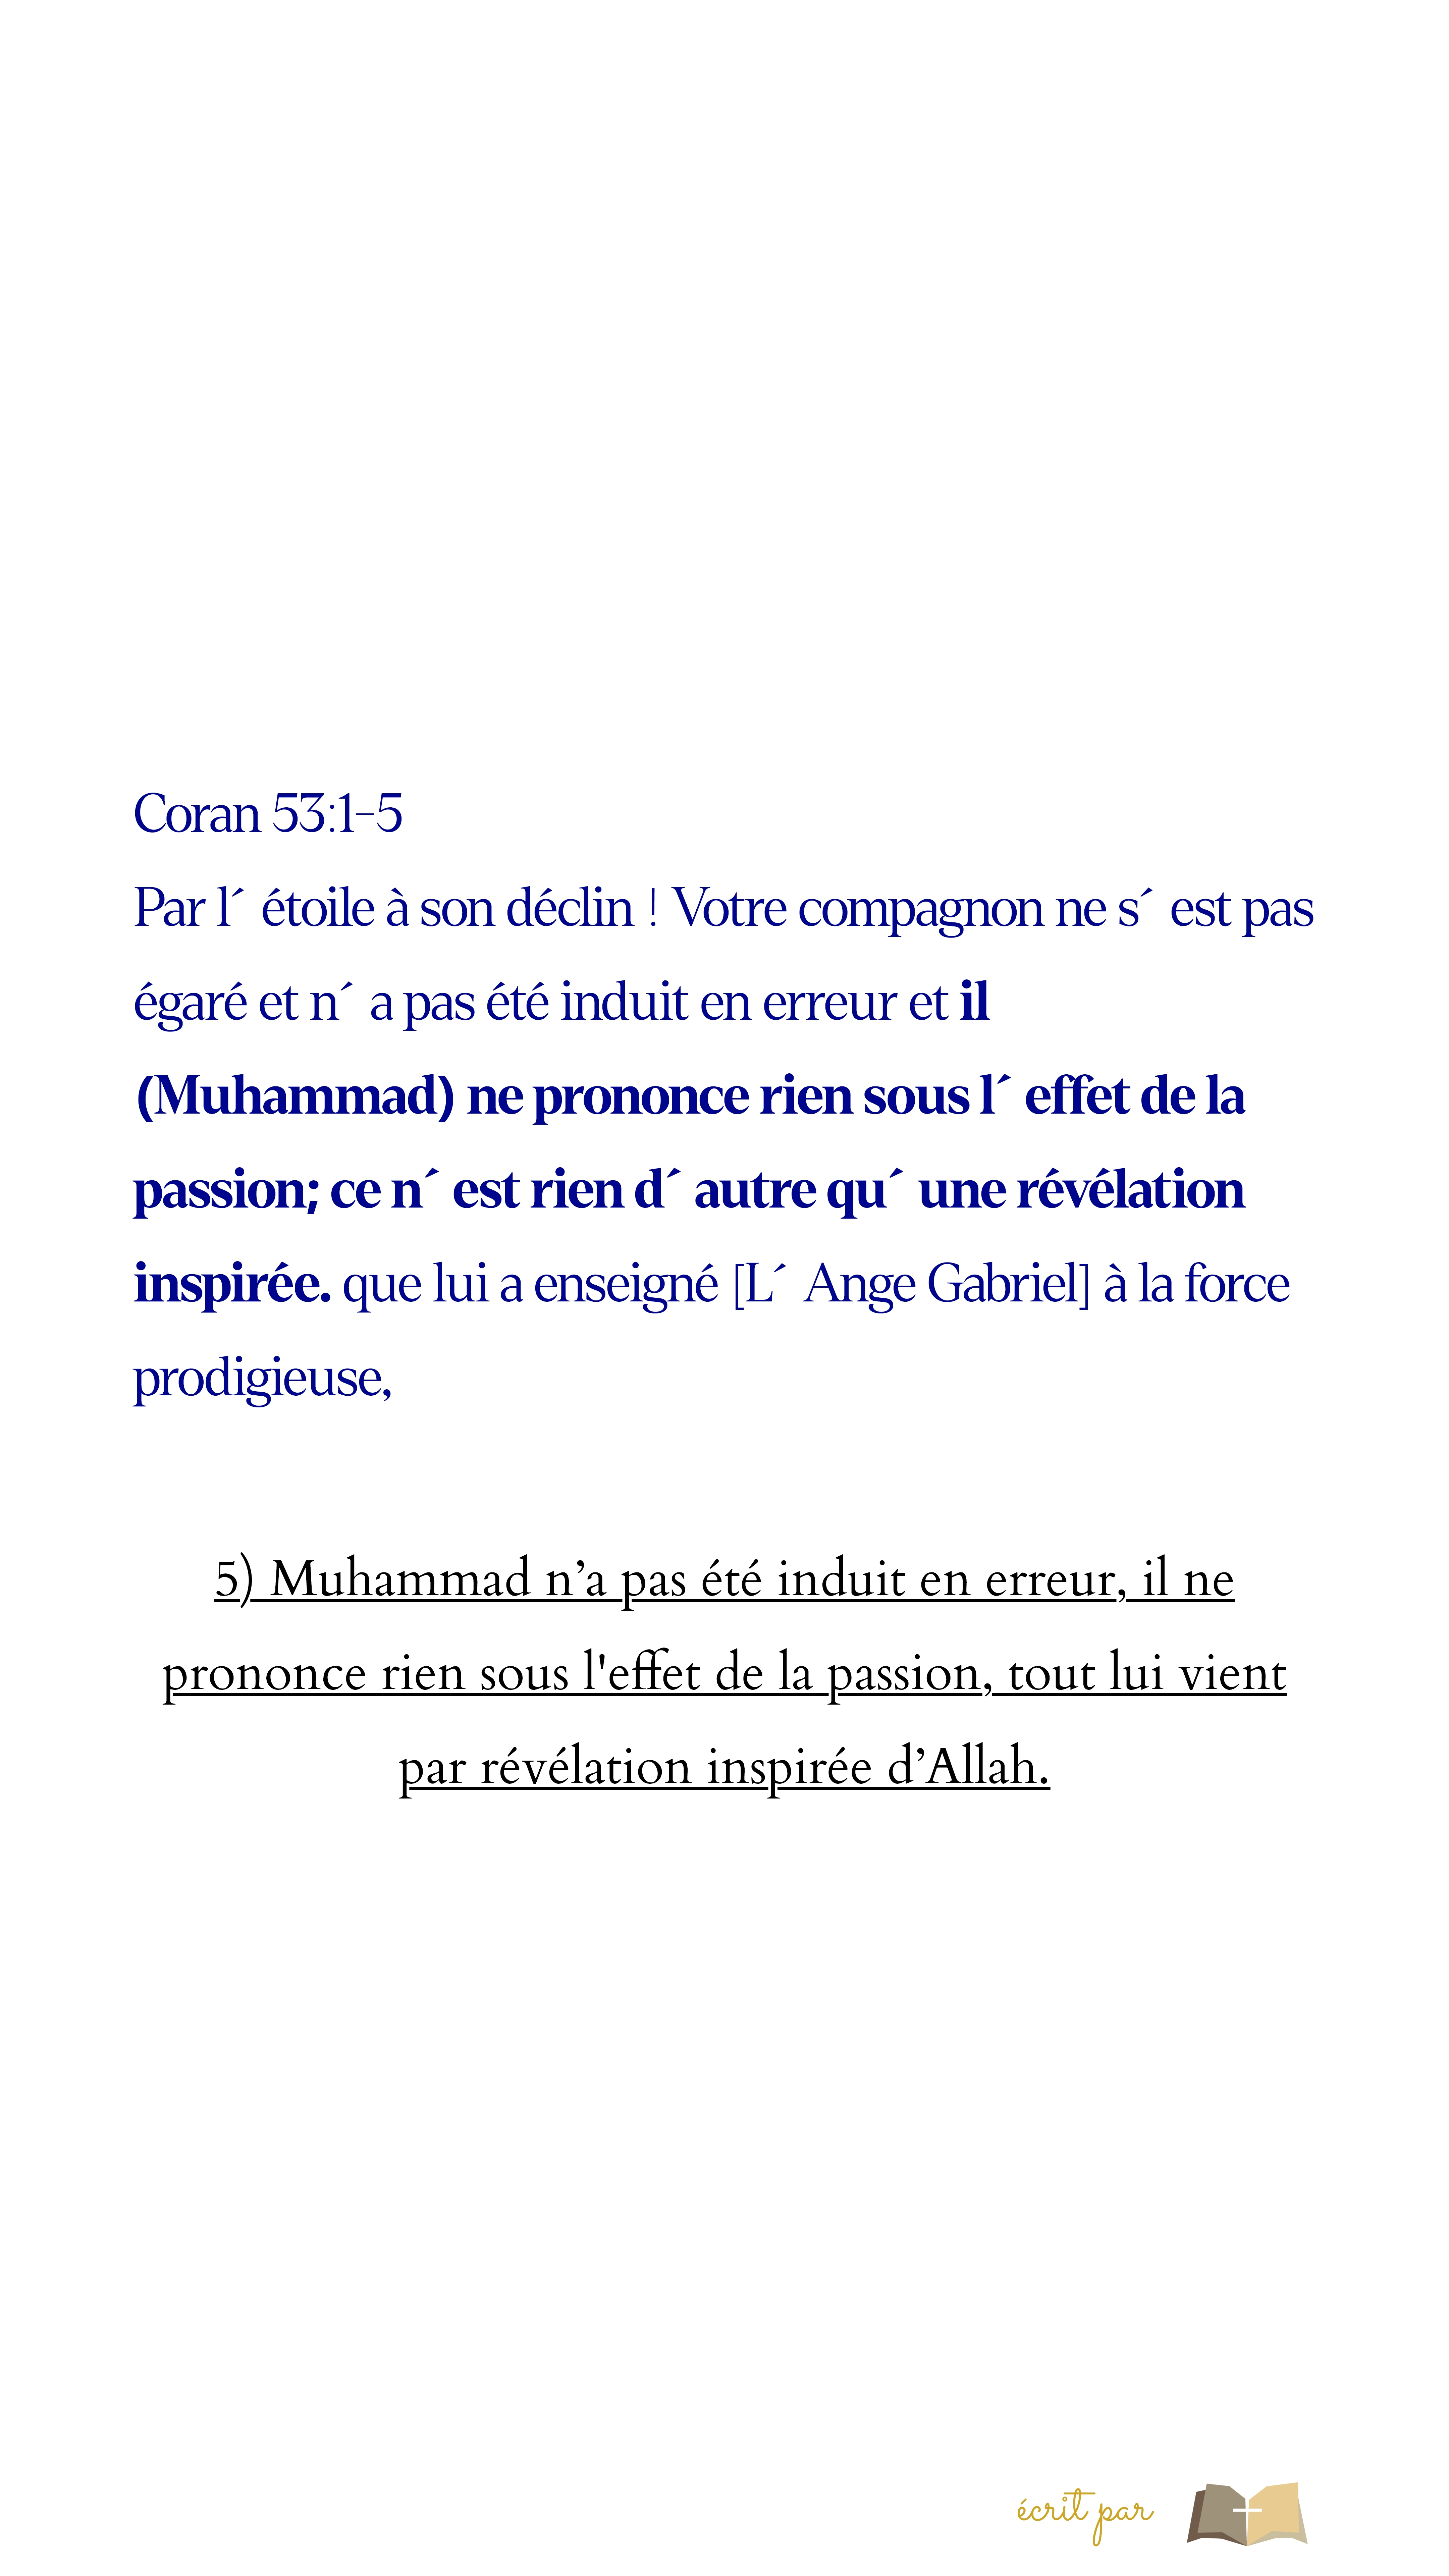 Coran 53:1-5
Par l´ étoile à son déclin ! Votre compagnon ne s´ est pas
égaré et n´ a pas été induit en erreur et il
(Muhammad) ne prononce rien sous l´ effet de la
passion; ce n´ est rien d´ autre qu´ une révélation
inspirée. que lui a enseigné [L´ Ange Gabriel] à la force
prodigieuse,
5) Muhammad n’a pas été induit en erreur, il ne
prononce rien sous l'effet de la passion, tout lui vient
par révélation inspirée d’Allah.
écrit par